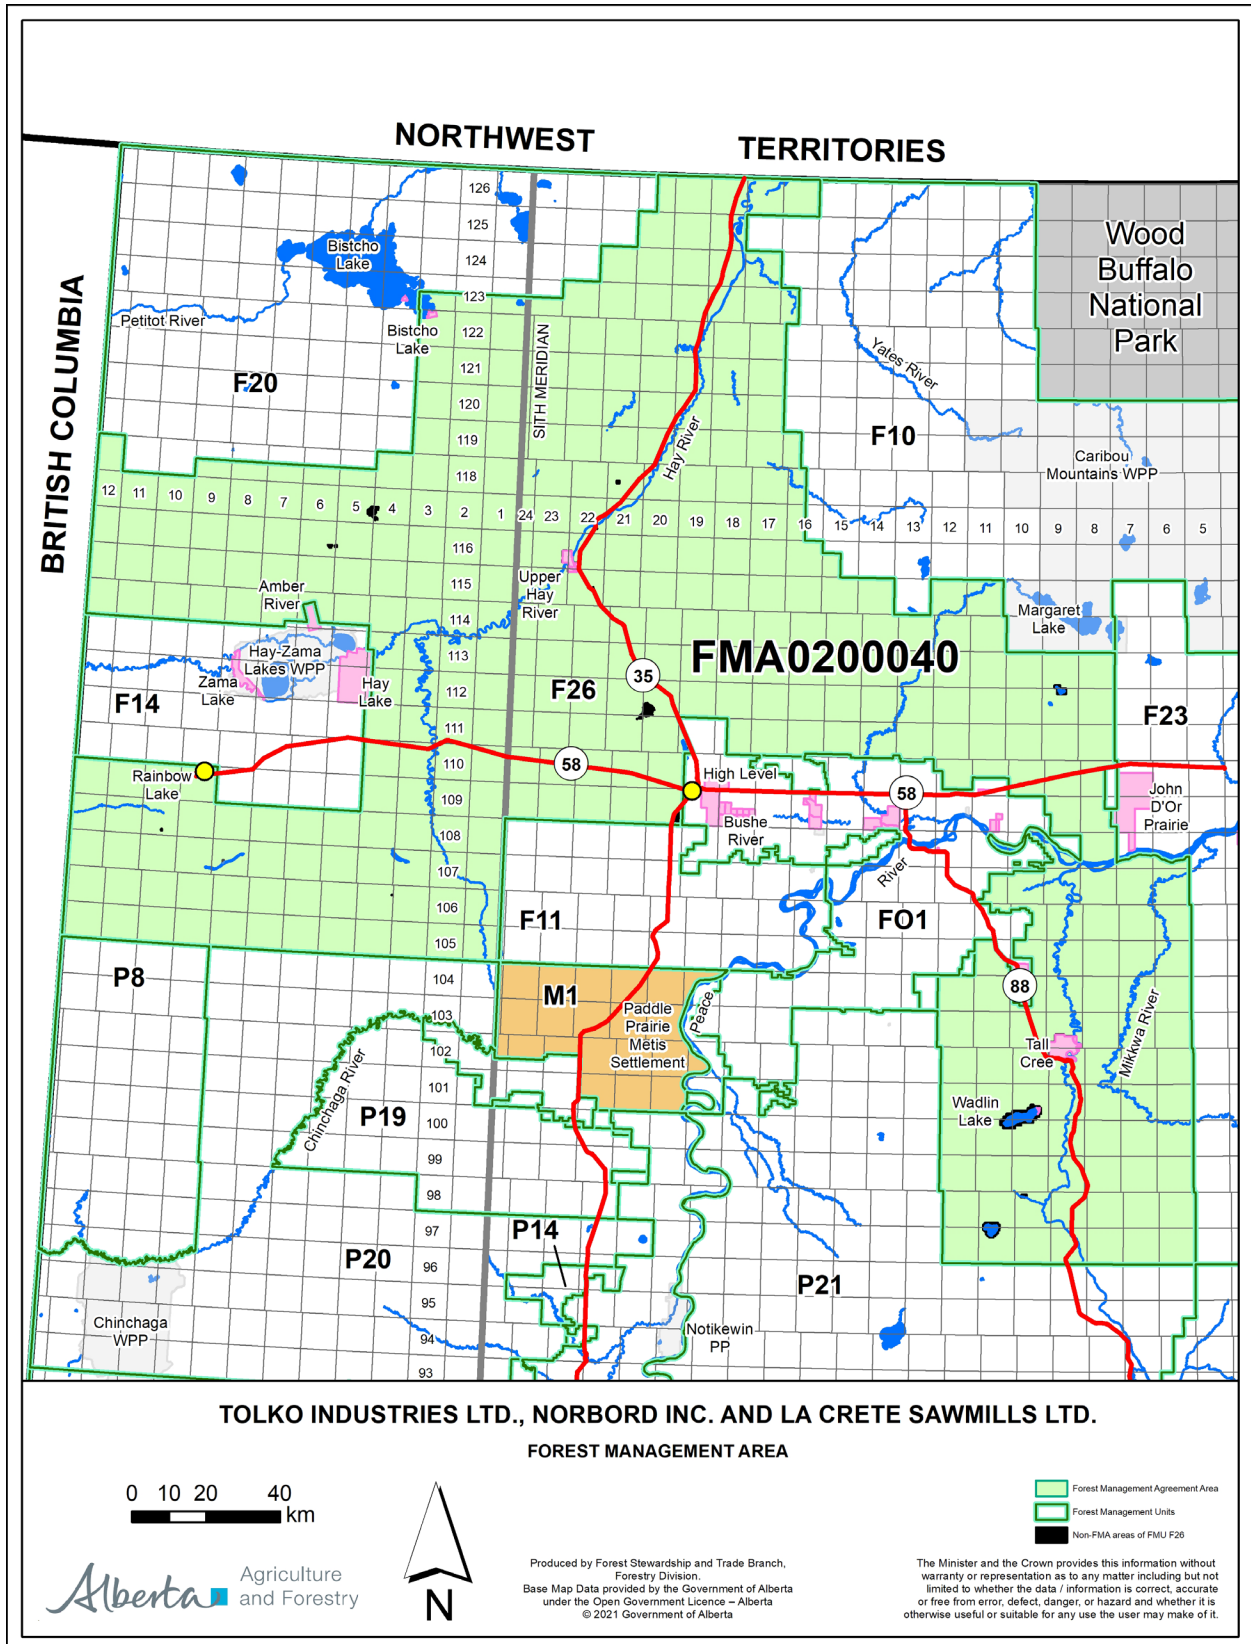 NORTHWEST
TERRITORIES
BRITISH COLUMBIA
126
125
124
123
122
121
120
119
118
116
115
114
113
112
111
110
109
108
107
106
105
104
103
102
101
100
99
98
97
96
95
94
93
12 11 10 9 8 7 6 5 4 3 2 1 24 23 22 21 20 19 18 17 16 15 14 13 12 11 10 9 8 7 6 5
Bistcho
Lake
Petitot River
Bistcho
Lake
F20
SITH MERIDIAN
Hay River
Yates River
F10
Wood
Buffalo
National
Park
Caribou
Mountains WPP
Amber
River
Upper
Hay
River
Margaret
Lake
FMA0200040
Hay-Zama
Lakes WPP
Zama
Lake
Hay
Lake
F14
F26
35
F23
Rainbow
Lake
58
High Level
58
Bushe
River
John
D'Or
Prairie
River
F11
FO1
P8
M1
Paddle
Prairie
Metis
Settlement
Peace
88
Tall
Cree
Mikkwa River
Chinchaga River
P19
Wadlin
Lake
P14
P20
P21
Chinchaga
WPP
Notikewin
PP
TOLKO INDUSTRIES LTD., NORBORD INC. AND LA CRETE SAWMILLS LTD.
FOREST MANAGEMENT AREA
0 10 20 40
km
N
Alberta
Agriculture
and Forestry
Produced by Forest Stewardship and Trade Branch,
Forestry Division.
Base Map Data provided by the Government of Alberta
under the Open Government Licence – Alberta
© 2021 Government of Alberta
Forest Management Agreement Area
Forest Management Units
Non-FMA areas of FMU F26
The Minister and the Crown provides this information without
warranty or representation as to any matter including but not
limited to whether the data / information is correct, accurate
or free from error, defect, danger, or hazard and whether it is
otherwise useful or suitable for any use the user may make of it.